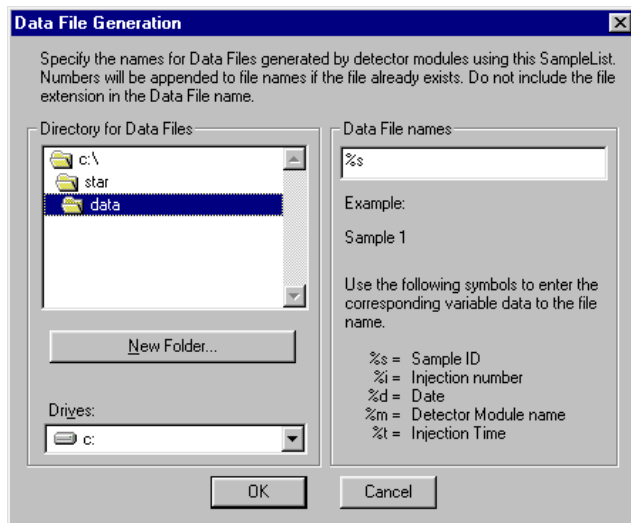 Data File Generation
Specify the names for Data Files generated by detector modules using this SampleList.
Numbers will be appended to file names if the file already exists. Do not include the file
extension in the Data File name.
Directory for Data Files
c:\
star
data
New Folder...
Drives:
c:
Data File names
%s
Example:
Sample 1
Use the following symbols to enter the
corresponding variable data to the file
name.
%s = Sample ID
%i = Injection number
%d = Date
%m = Detector Module name
%t = Injection Time
OK
Cancel